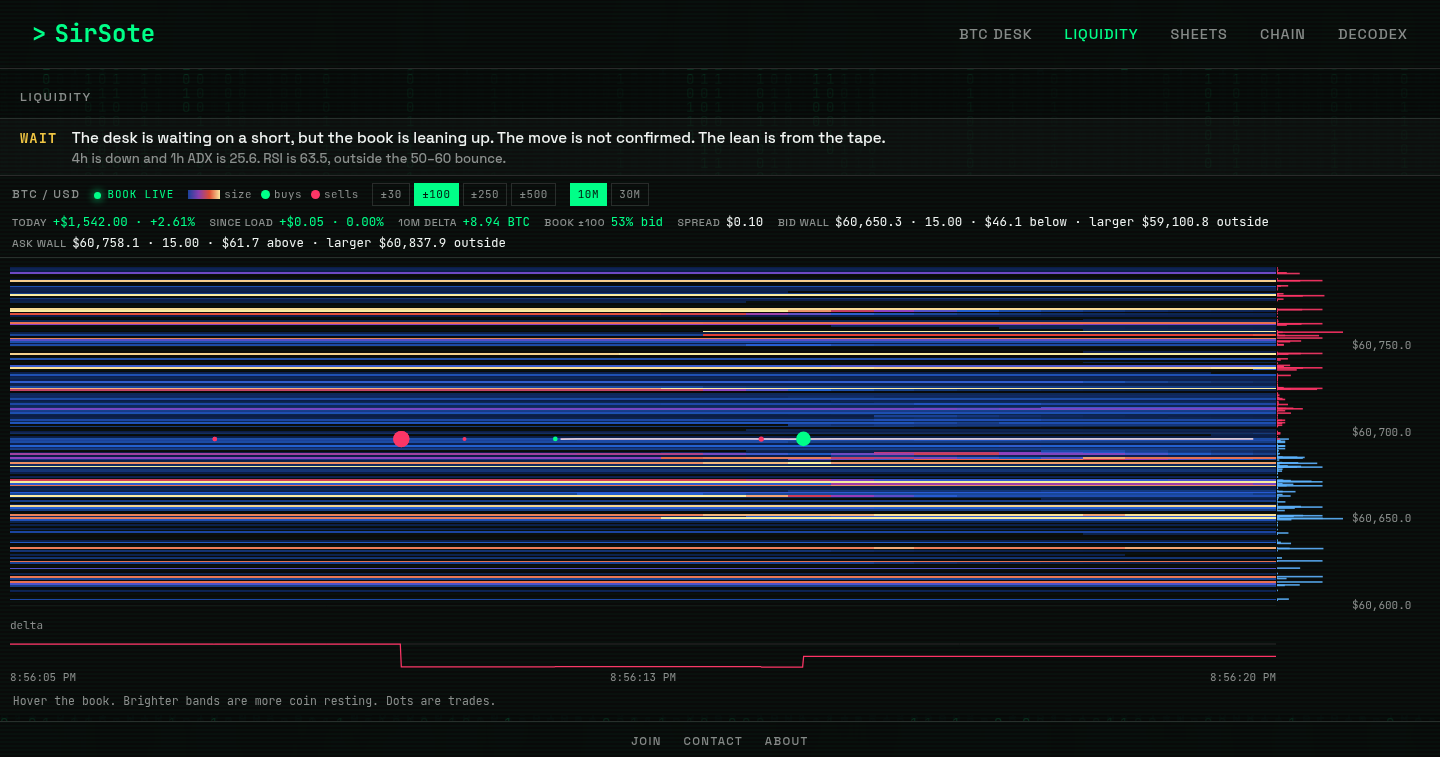 > SirSote
BTC DESK LIQUIDITY SHEETS CHAIN DECODEX
LIQUIDITY
WAIT The desk is waiting on a short, but the book is leaning up. The move is not confirmed. The lean is from the tape.
4h is down and 1h ADX is 25.6. RSI is 63.5, outside the 50–60 bounce.
BTC / USD BOOK LIVE size buys sells ±30 ±100 ±250 ±500 10M 30M
TODAY +$1,542.00 · +2.61% SINCE LOAD +$0.05 · 0.00% 10M DELTA +8.94 BTC BOOK ±100 53% bid SPREAD $0.10 BID WALL $60,650.3 · 15.00 · $46.1 below · larger $59,100.8 outside
ASK WALL $60,758.1 · 15.00 · $61.7 above · larger $60,837.9 outside
$60,750.0
$60,700.0
$60,650.0
$60,600.0
delta
8:56:05 PM 8:56:13 PM 8:56:20 PM
Hover the book. Brighter bands are more coin resting. Dots are trades.
JOIN CONTACT ABOUT